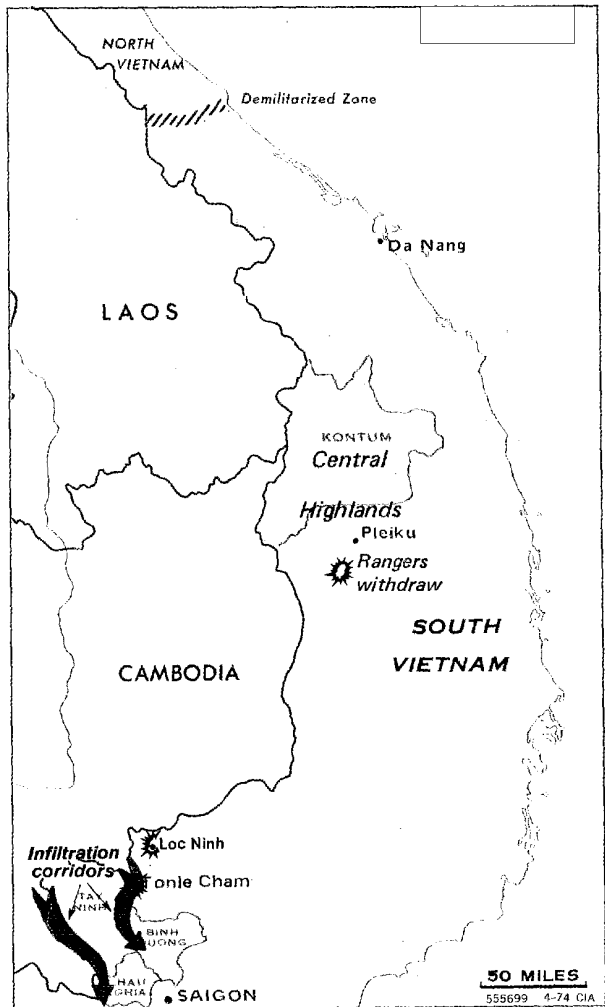 NORTH
VIETNAM
Demilitarized Zone
Da Nang
LAOS
KONTUM
Central
Highlands
Pleiku
Rangers
withdraw
SOUTH
VIETNAM
CAMBODIA
Loc Ninh
Infiltration
corridors
Tonle Cham
TAY
NINH
BINH
DUONG
HAU
NGHIA
SAIGON
50 MILES
555699 4-74 CIA